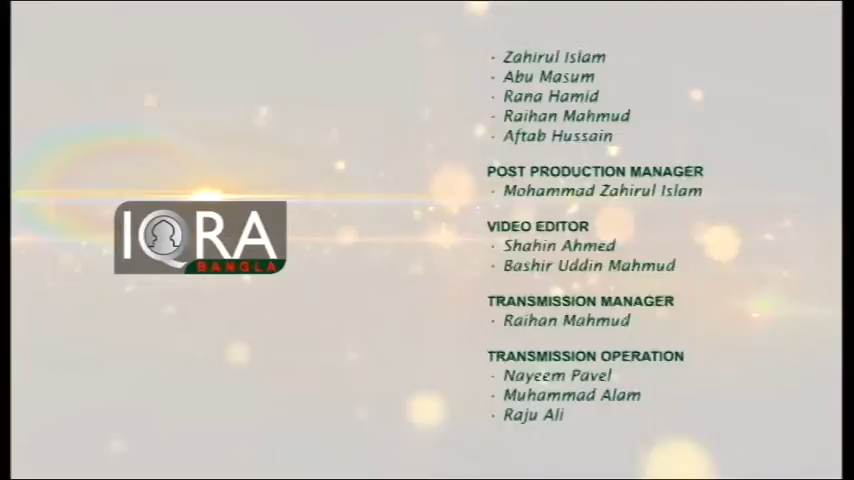 IQRA
BANGLA
· Zahirul Islam
· Abu Masum
· Rana Hamid
· Raihan Mahmud
· Aftab Hussain
POST PRODUCTION MANAGER
· Mohammad Zahirul Islam
VIDEO EDITOR
· Shahin Ahmed
· Bashir Uddin Mahmud
TRANSMISSION MANAGER
· Raihan Mahmud
TRANSMISSION OPERATION
· Nayeem Pavel
· Muhammad Alam
· Raju Ali